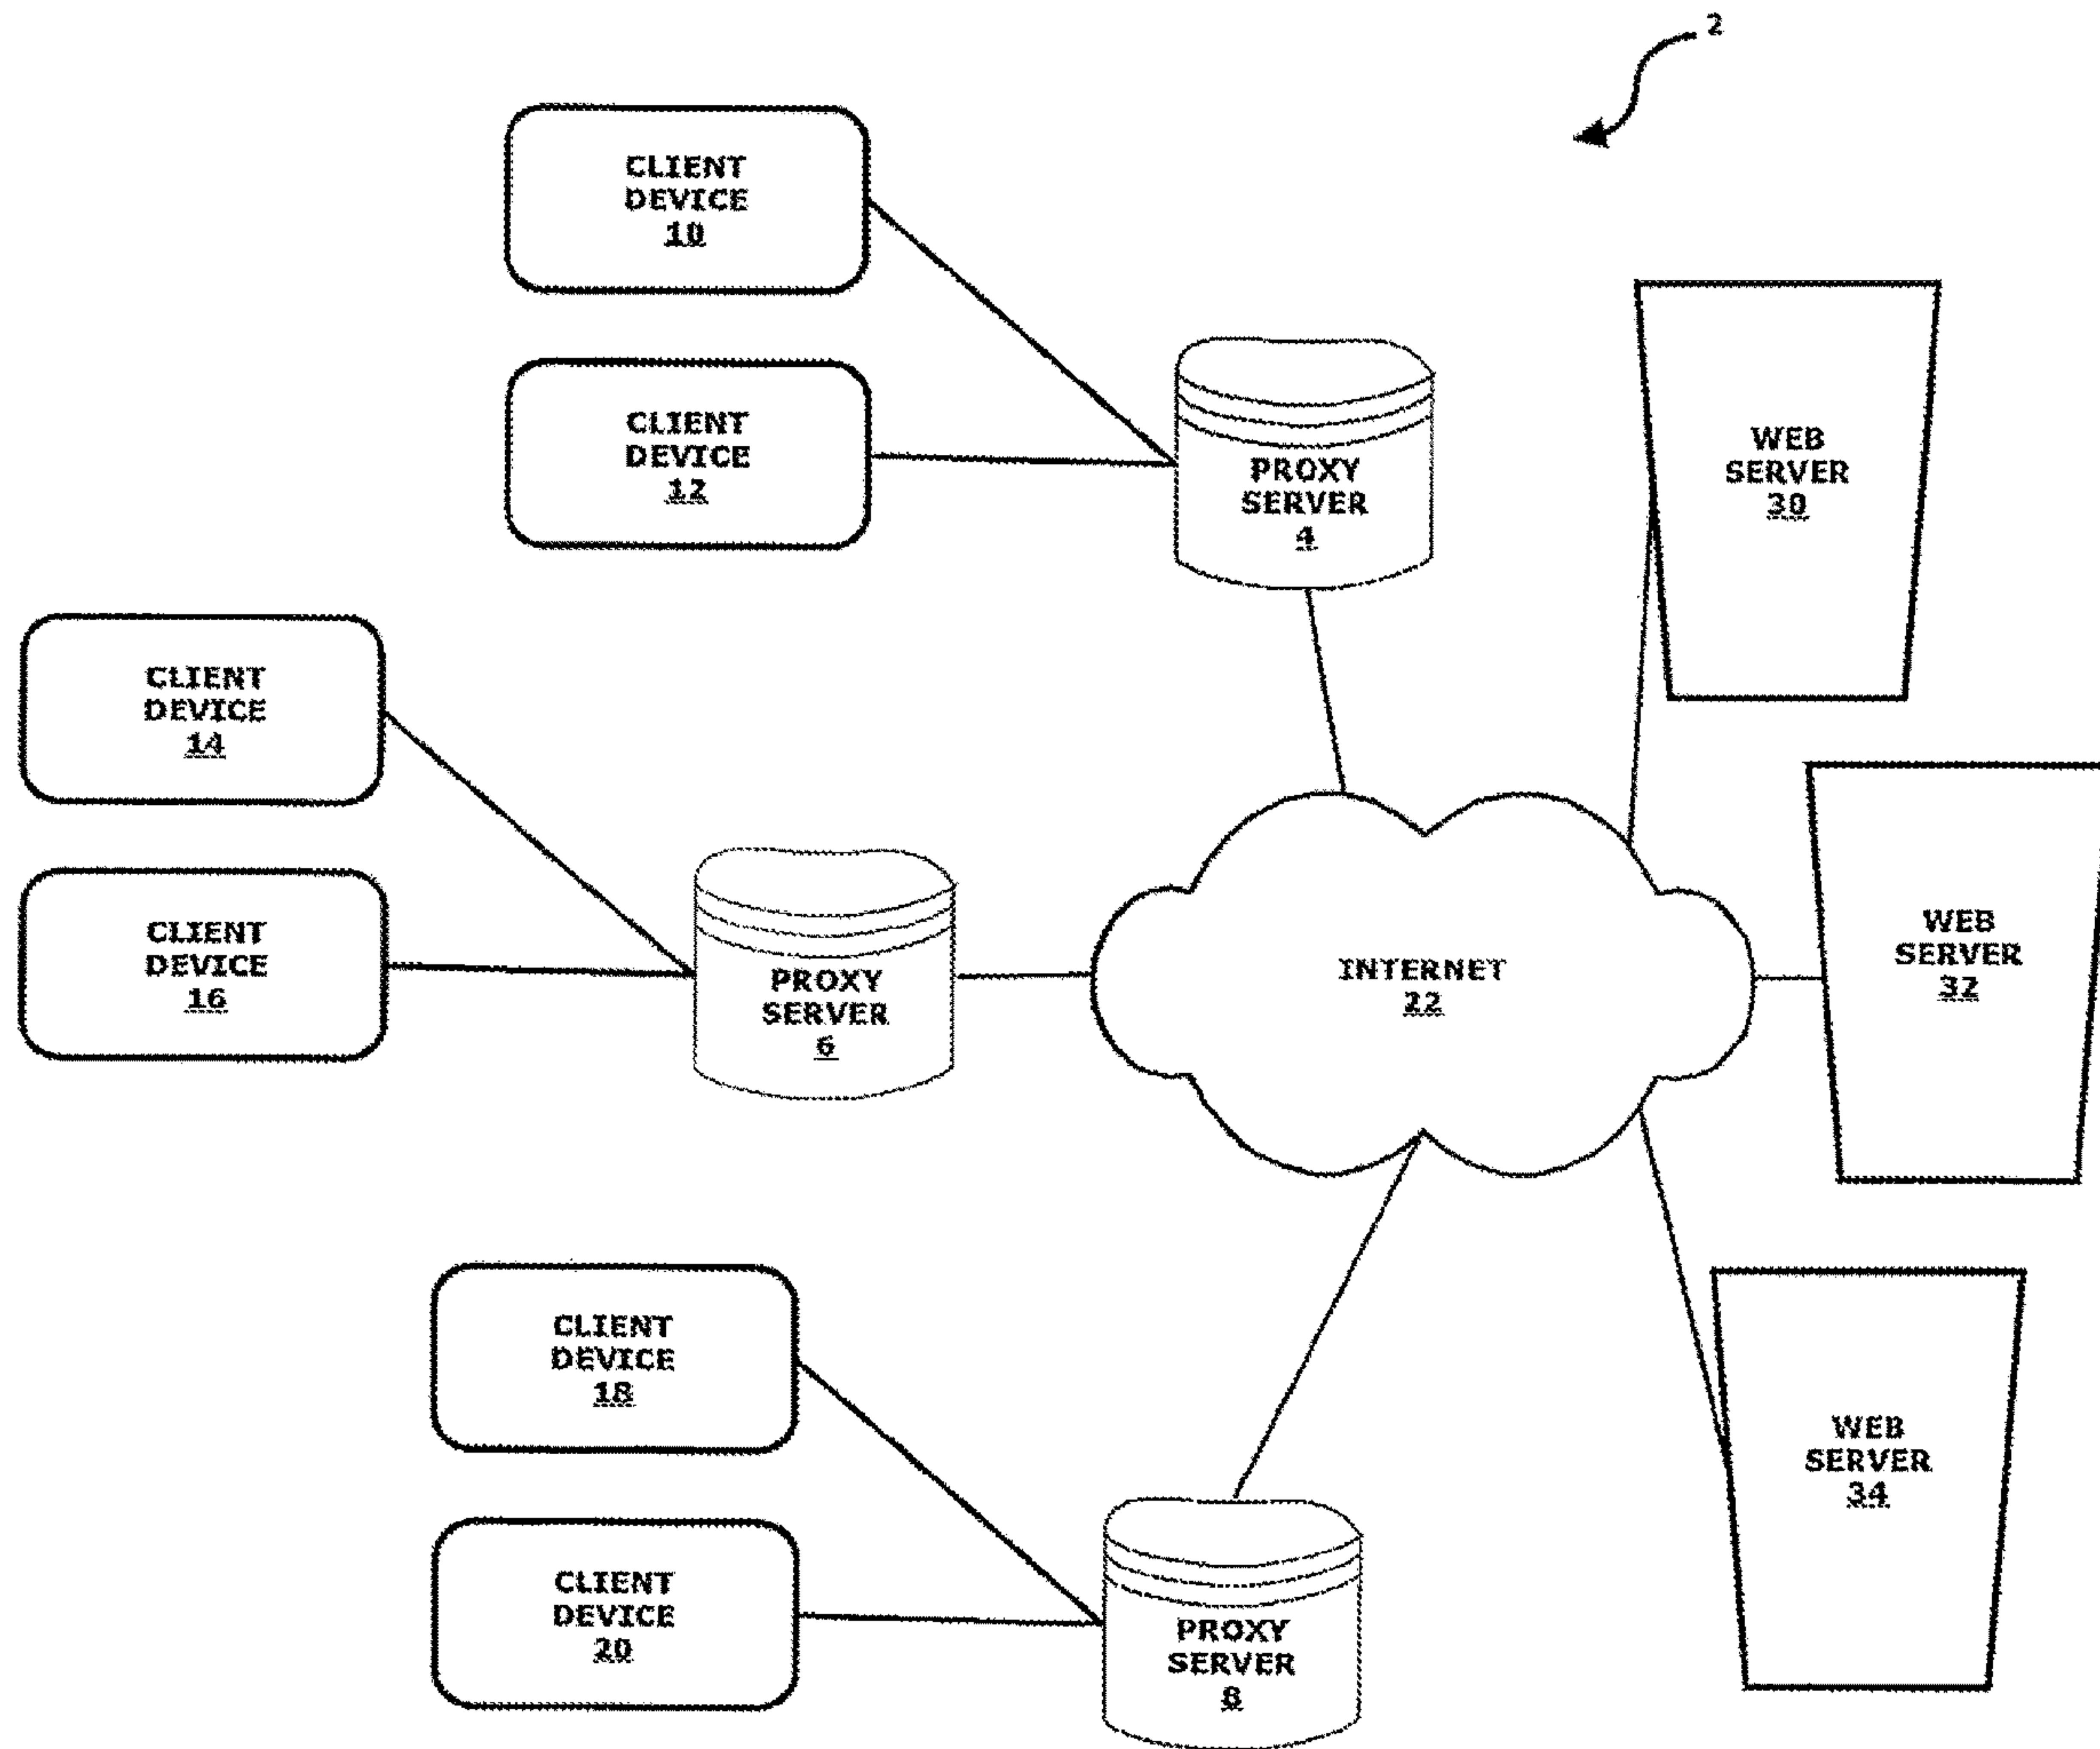 2
CLIENT
DEVICE
10
CLIENT
DEVICE
12
PROXY
SERVER
4
WEB
SERVER
30
CLIENT
DEVICE
14
CLIENT
DEVICE
16
PROXY
SERVER
6
INTERNET
22
WEB
SERVER
32
CLIENT
DEVICE
18
CLIENT
DEVICE
20
PROXY
SERVER
8
WEB
SERVER
34